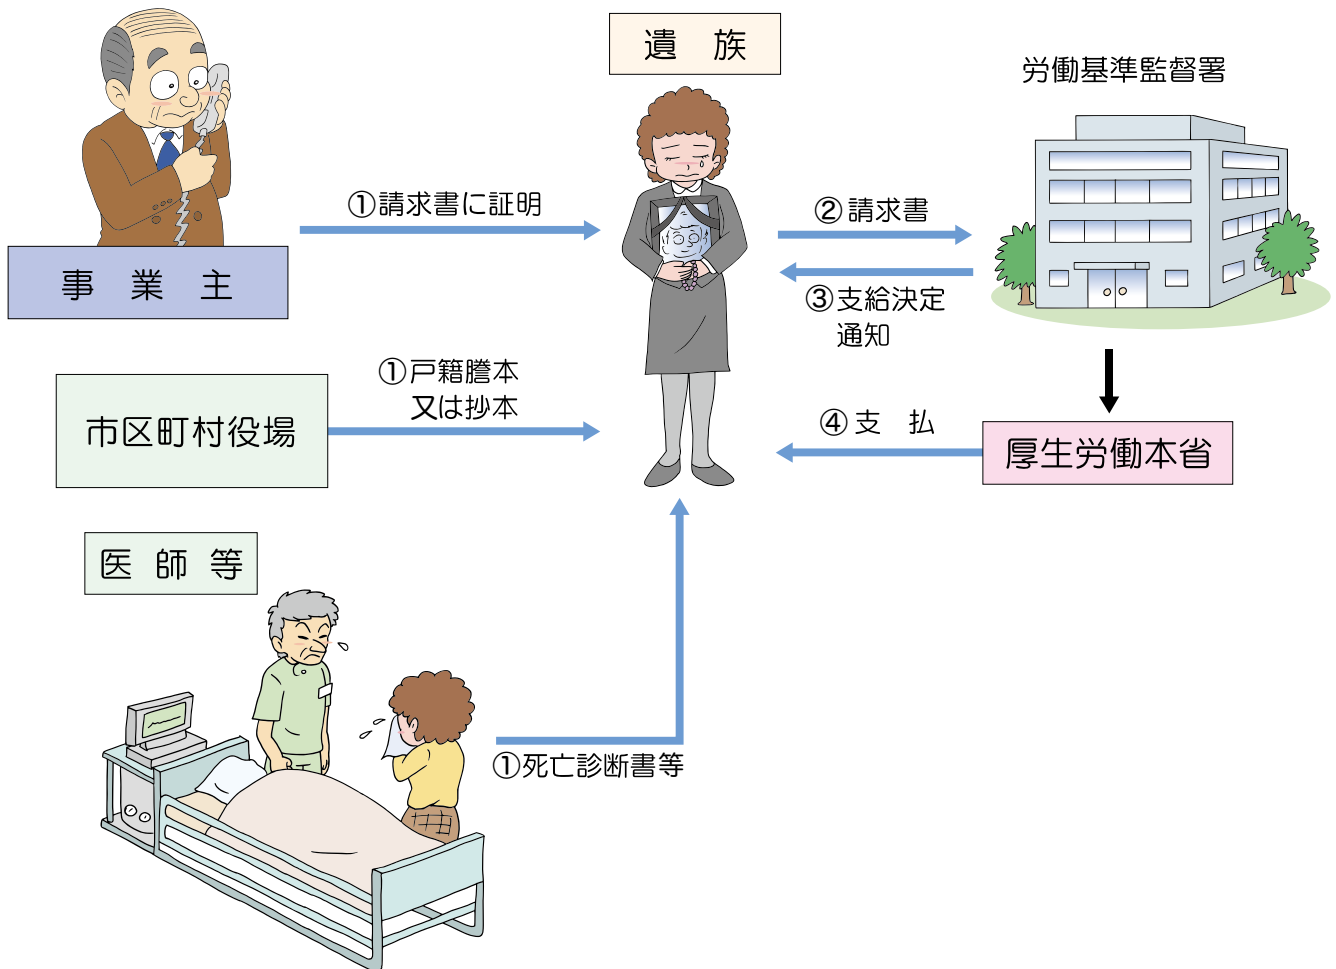 遺　族
労働基準監督署
①請求書に証明
②請求書
事　業　主
③支給決定
通知
①戸籍謄本
又は抄本
市区町村役場
④支　払
厚生労働本省
医　師　等
①死亡診断書等